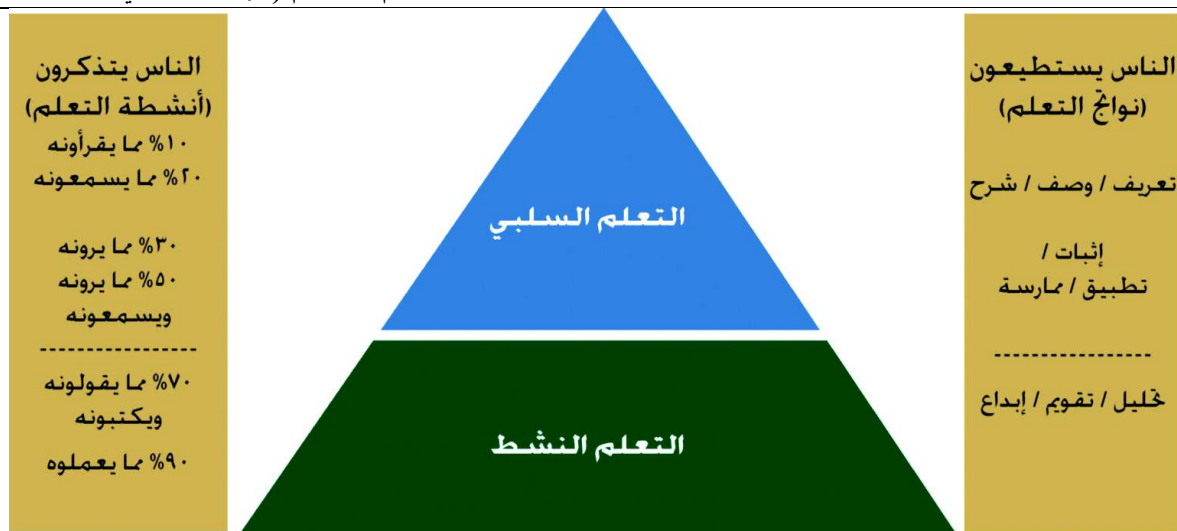 الناس يستطيعون
(نواتج التعلم)
تعريف / وصف / شرح
إثبات /
تطبيق / ممارسة
-----------------
تحليل / تقويم / إبداع
التعلم السلبي
التعلم النشط
الناس يتذكرون
(أنشطة التعلم)
١٠% مما يقرأونه
٢٠% مما يسمعونه
٣٠% مما يرونه
٥٠% مما يرونه
ويسمعونه
-----------------
٧٠% مما يقولونه
ويكتبونه
٩٠% مما يعملوه